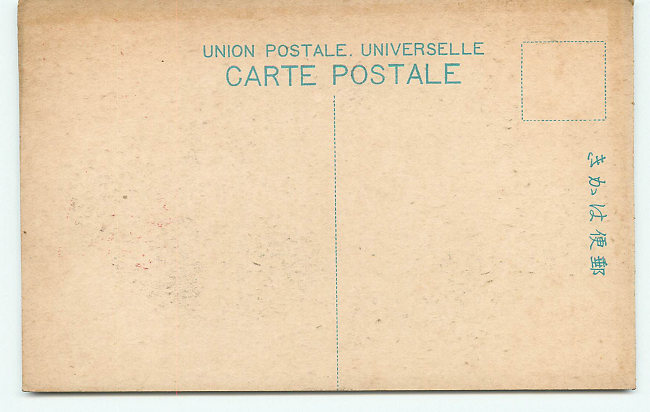 UNION POSTALE. UNIVERSELLE
CARTE POSTALE
郵便はかき